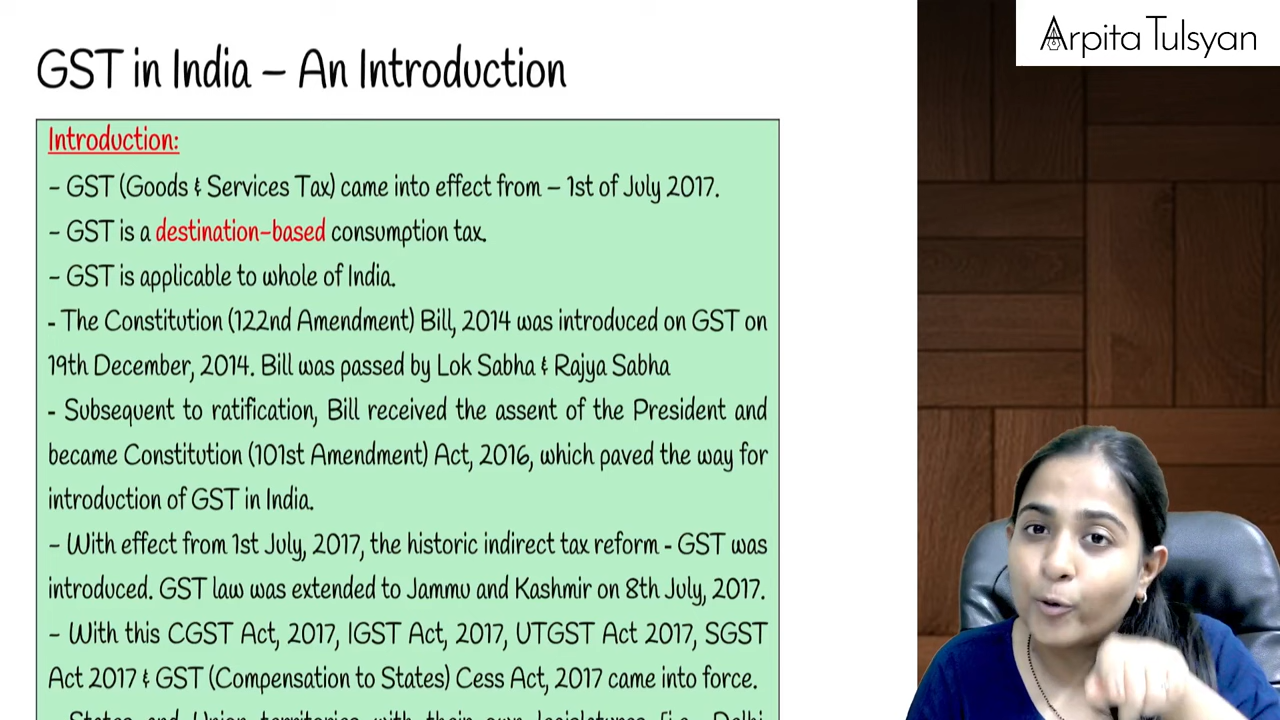 Arpita Tulsyan
GST in India – An Introduction
Introduction:
- GST (Goods & Services Tax) came into effect from – 1st of July 2017.
- GST is a destination-based consumption tax.
- GST is applicable to whole of India.
- The Constitution (122nd Amendment) Bill, 2014 was introduced on GST on
19th December, 2014. Bill was passed by Lok Sabha & Rajya Sabha
- Subsequent to ratification, Bill received the assent of the President and
became Constitution (101st Amendment) Act, 2016, which paved the way for
introduction of GST in India.
- With effect from 1st July, 2017, the historic indirect tax reform - GST was
introduced. GST law was extended to Jammu and Kashmir on 8th July, 2017.
- With this CGST Act, 2017, IGST Act, 2017, UTGST Act 2017, SGST
Act 2017 & GST (Compensation to States) Cess Act, 2017 came into force.
- States and Union territories with their own legislatures [i.e., Delhi,